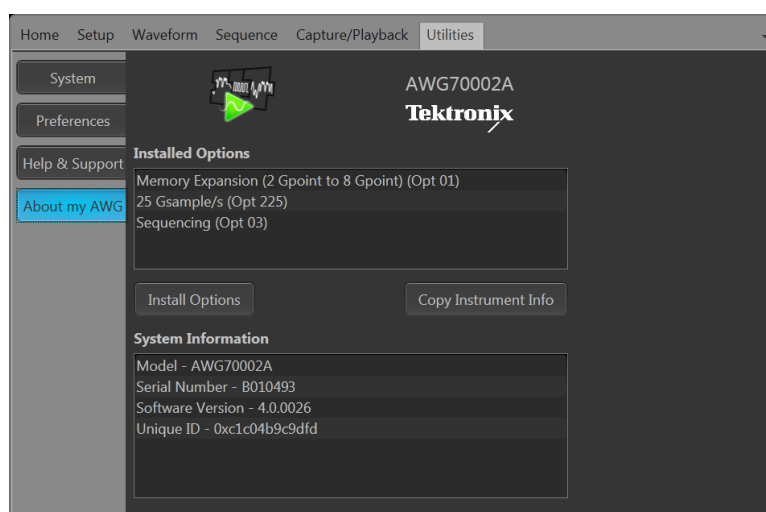 Home Setup Waveform Sequence Capture/Playback Utilities
System
Preferences
Help & Support
About my AWG
AWG70002A
Tektronix
Installed Options
Memory Expansion (2 Gpoint to 8 Gpoint) (Opt 01)
25 Gsample/s (Opt 225)
Sequencing (Opt 03)
Install Options
Copy Instrument Info
System Information
Model - AWG70002A
Serial Number - B010493
Software Version - 4.0.0026
Unique ID - 0xc1c04b9c9dfd